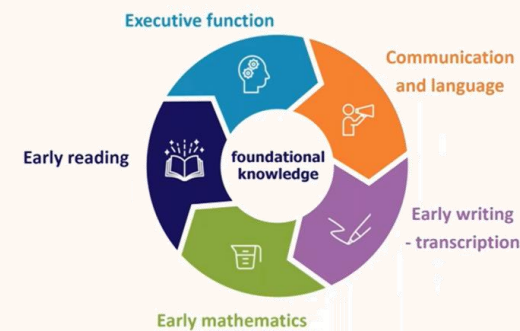 Executive function
Communication
and language
Early reading
foundational
knowledge
Early writing
- transcription
Early mathematics